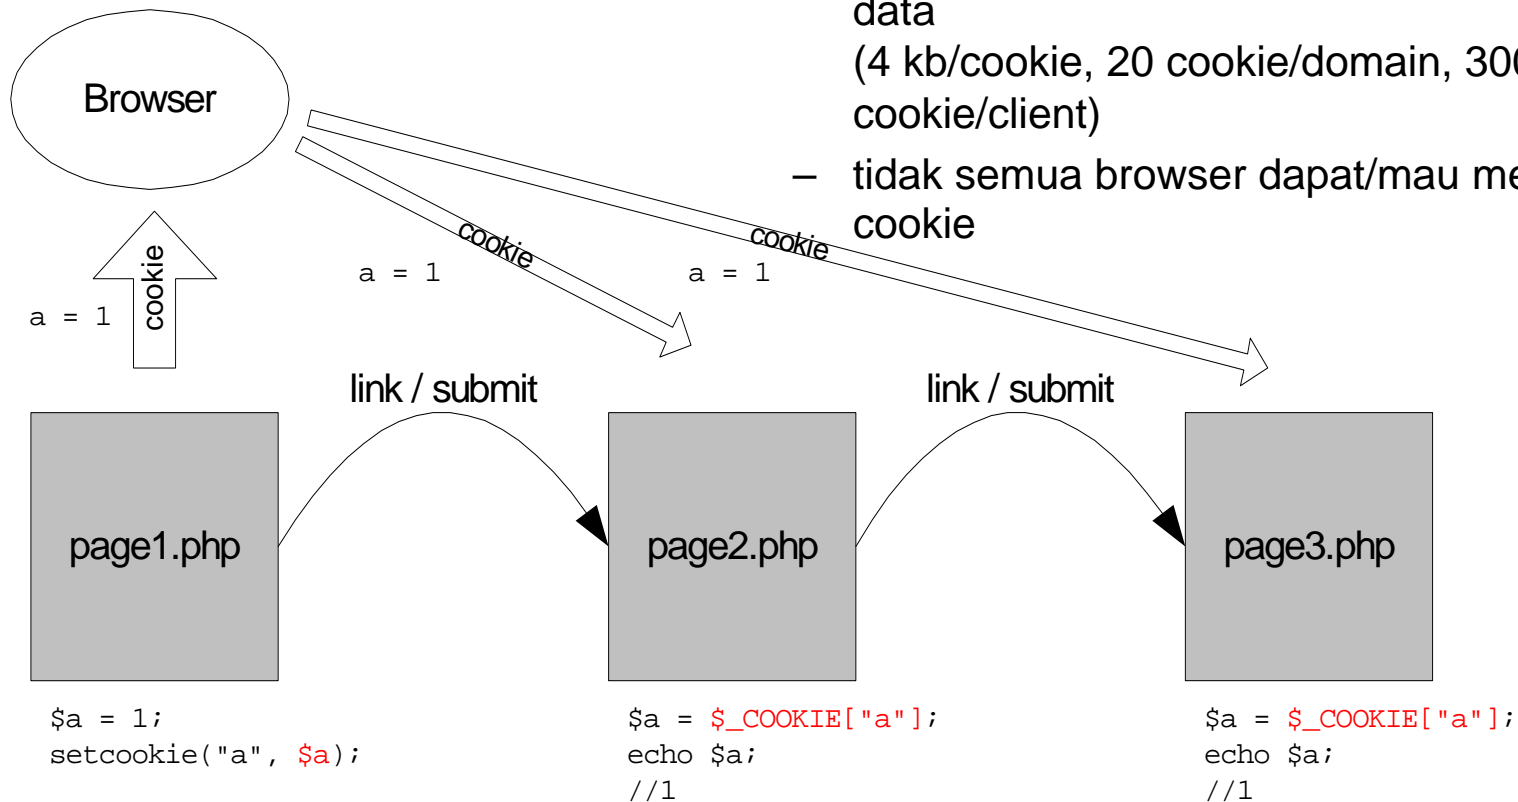 data
(4 kb/cookie, 20 cookie/domain, 300
cookie/client)
– tidak semua browser dapat/mau
cookie
Browser
cookie
a = 1
cookie
a = 1
cookie
a = 1
link / submit
link / submit
page1.php
page2.php
page3.php
$a = 1;
setcookie("a", $a);
$a = $_COOKIE["a"];
echo $a;
//1
$a = $_COOKIE["a"];
echo $a;
//1